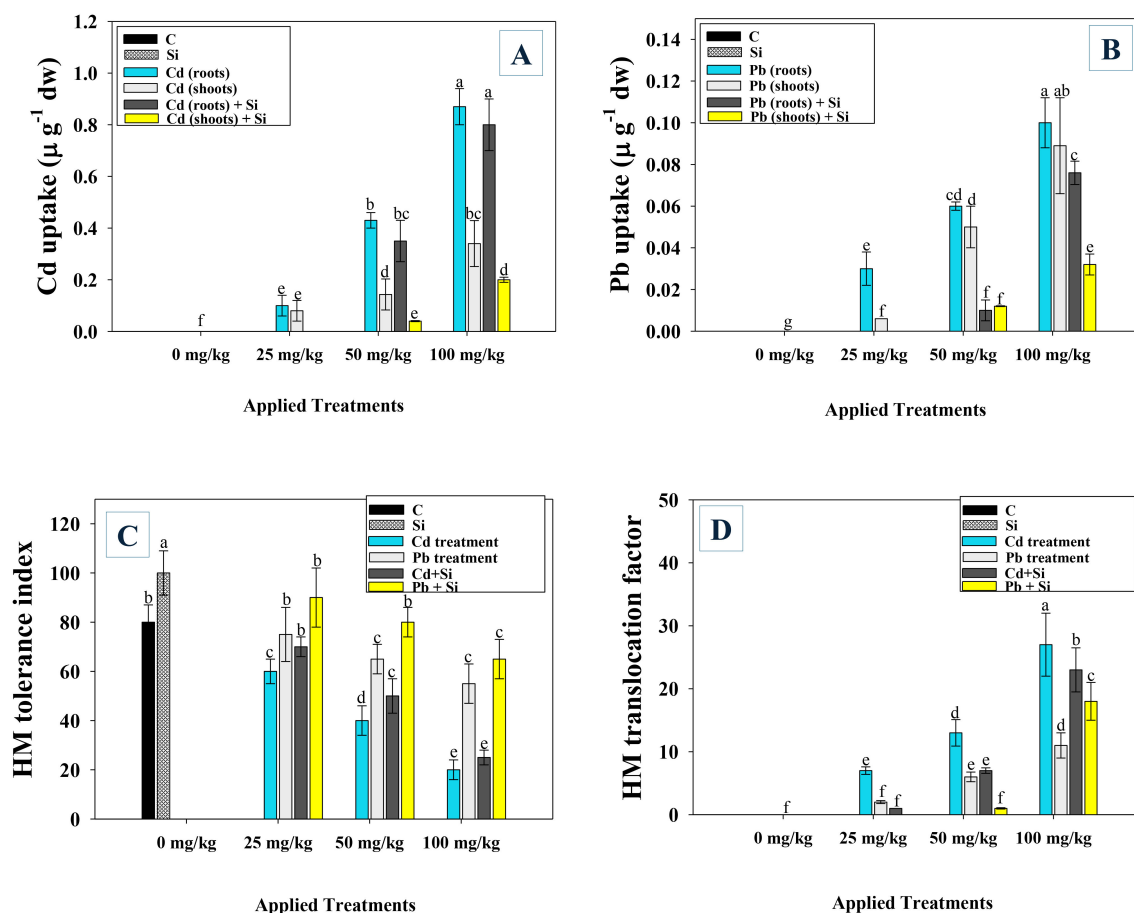 A
Cd uptake (μ g⁻¹ dw)
1.2
1.0
0.8
0.6
0.4
0.2
0.0
C
Si
Cd (roots)
Cd (shoots)
Cd (roots) + Si
Cd (shoots) + Si
f
e e
b d bc e
a bc a d
0 mg/kg 25 mg/kg 50 mg/kg 100 mg/kg
Applied Treatments
B
Pb uptake (μ g⁻¹ dw)
0.14
0.12
0.10
0.08
0.06
0.04
0.02
0.00
C
Si
Pb (roots)
Pb (shoots)
Pb (roots) + Si
Pb (shoots) + Si
g
e f
cd d f f
a ab c e
0 mg/kg 25 mg/kg 50 mg/kg 100 mg/kg
Applied Treatments
C
HM tolerance index
120
100
80
60
40
20
0
C
Si
Cd treatment
Pb treatment
Cd+Si
Pb + Si
b a
c b b b
d c c b
e c e c
0 mg/kg 25 mg/kg 50 mg/kg 100 mg/kg
Applied Treatments
D
HM translocation factor
50
40
30
20
10
0
C
Si
Cd treatment
Pb treatment
Cd+Si
Pb + Si
f
e f f
d e e f
a d b c
0 mg/kg 25 mg/kg 50 mg/kg 100 mg/kg
Applied Treatments